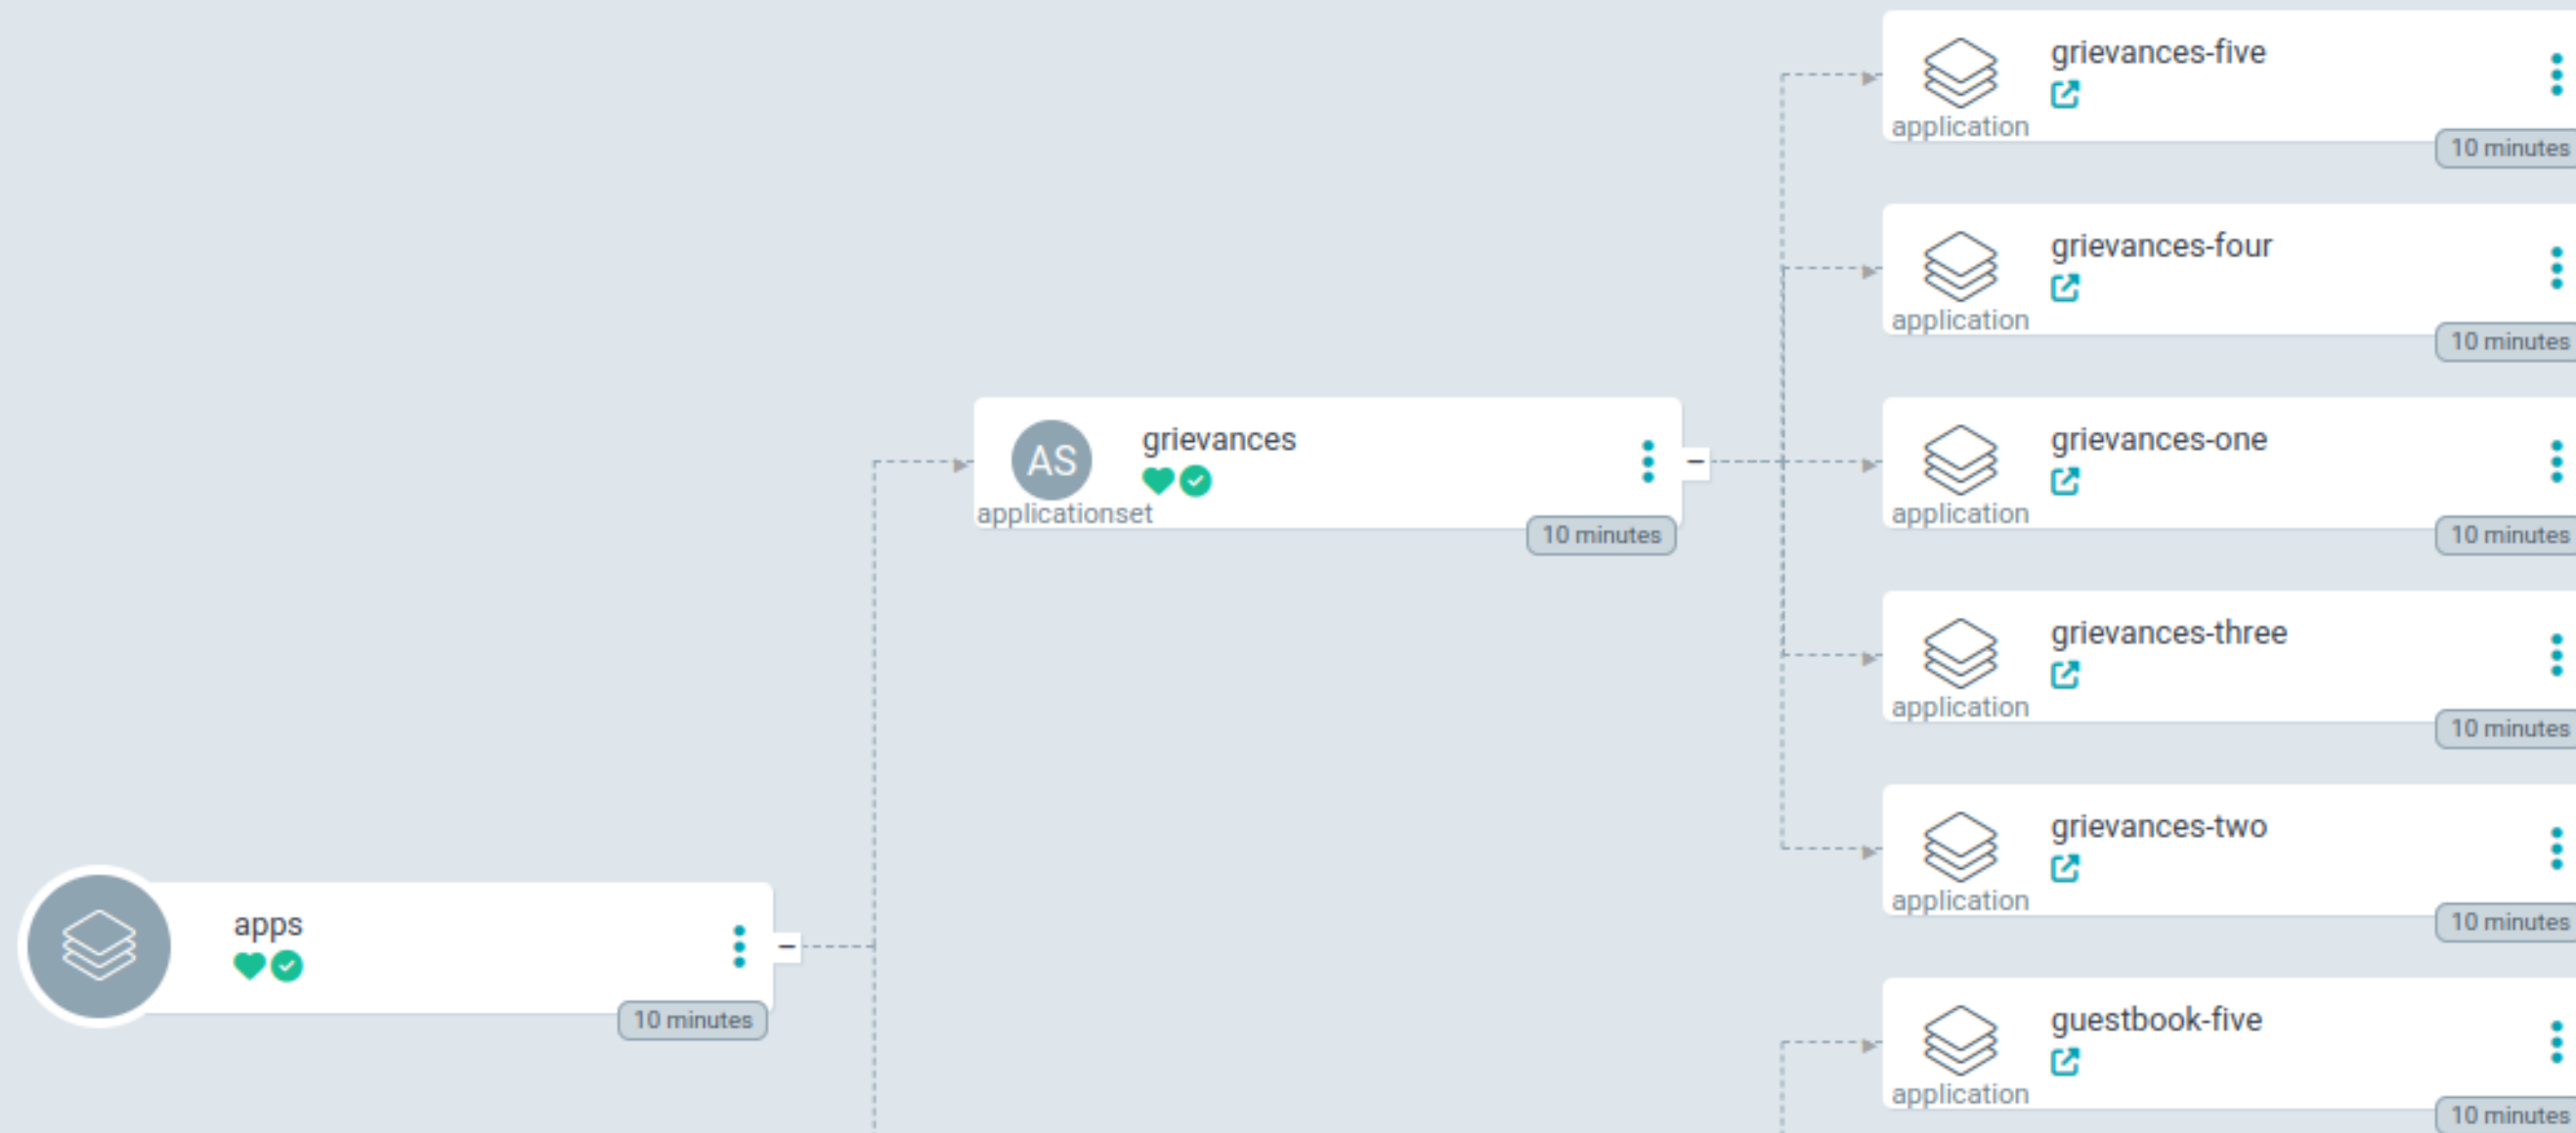 grievances-five
application
10 minutes
grievances-four
application
10 minutes
AS
grievances
applicationset
10 minutes
grievances-one
application
10 minutes
grievances-three
application
10 minutes
grievances-two
application
10 minutes
apps
10 minutes
guestbook-five
application
10 minutes